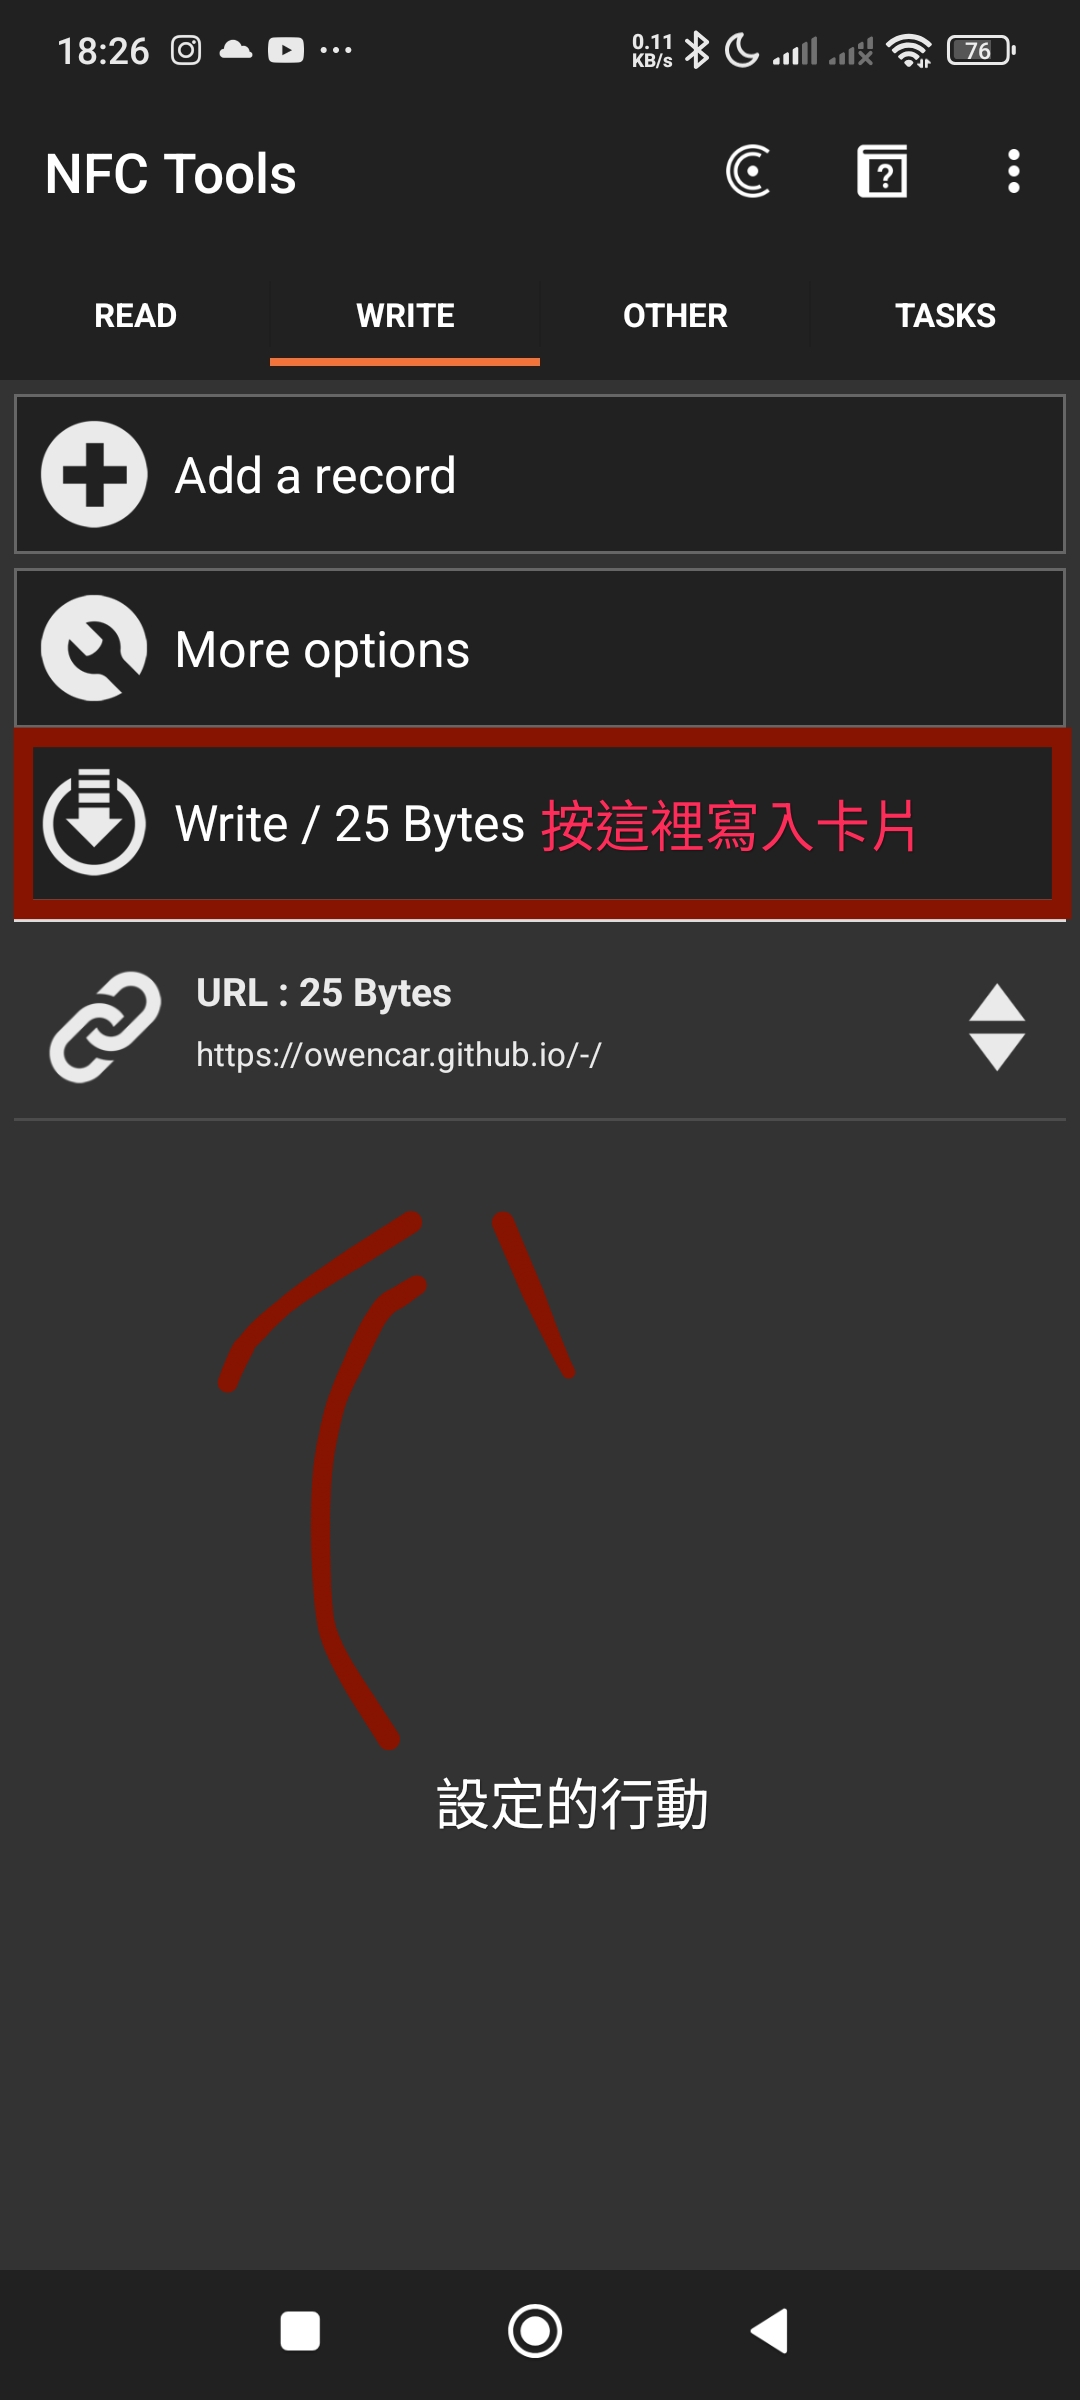 18:26 0.11 KB/s 76
NFC Tools
READ WRITE OTHER TASKS
Add a record
More options
Write / 25 Bytes 按這裡寫入卡片
URL : 25 Bytes
https://owencar.github.io/-/
設定的行動